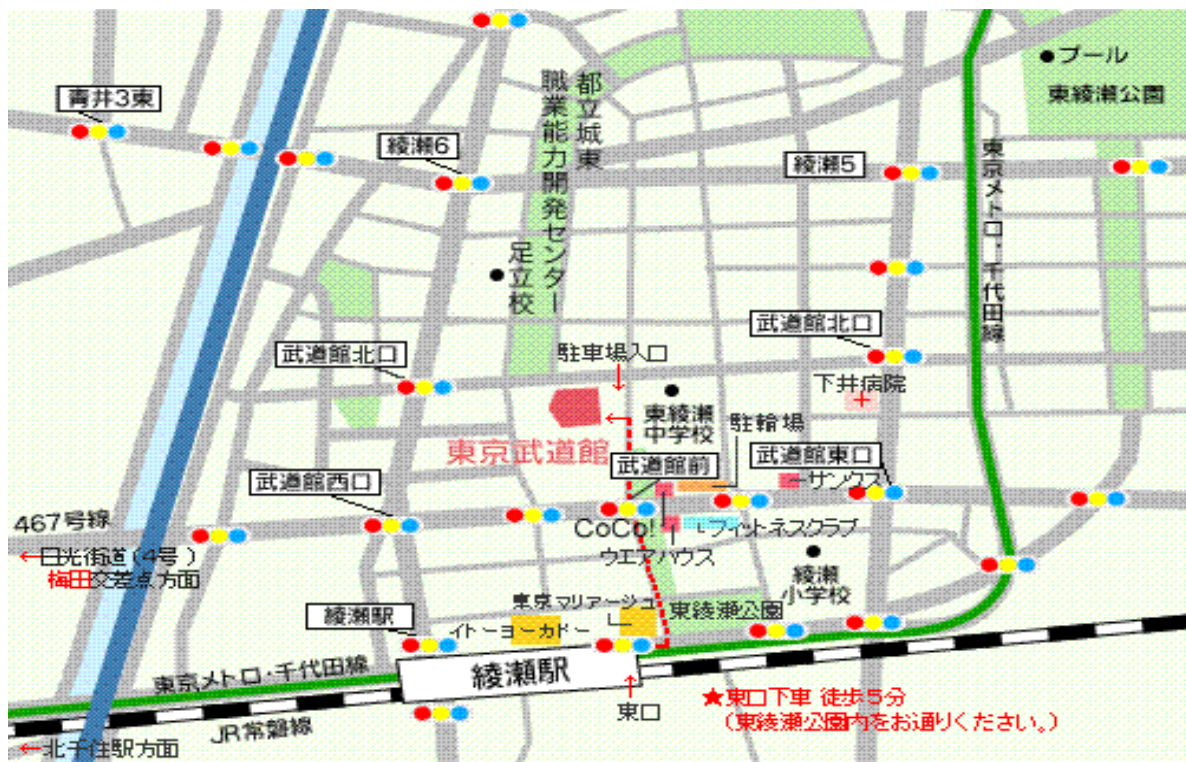 プール
東綾瀬公園
青井3東
綾瀬6
都立城東
職業能力開発センター
足立校
綾瀬5
東京メトロ・千代田線
武道館北口
武道館北口
駐車場入口
下井病院
東綾瀬
中学校
駐輪場
東京武道館
武道館前
武道館東口
サンクス
武道館西口
467号線
CoCo!
フィットネスクラブ
ウエアハウス
←日光街道(4号)
梅田交差点方面
綾瀬
小学校
東京マリアージュ
東綾瀬公園
綾瀬駅
イトーヨーカドー
綾瀬駅
東京メトロ・千代田線
★東口下車 徒歩5分
(東綾瀬公園内をお通りください。)
東口
JR常磐線
←北千住駅方面